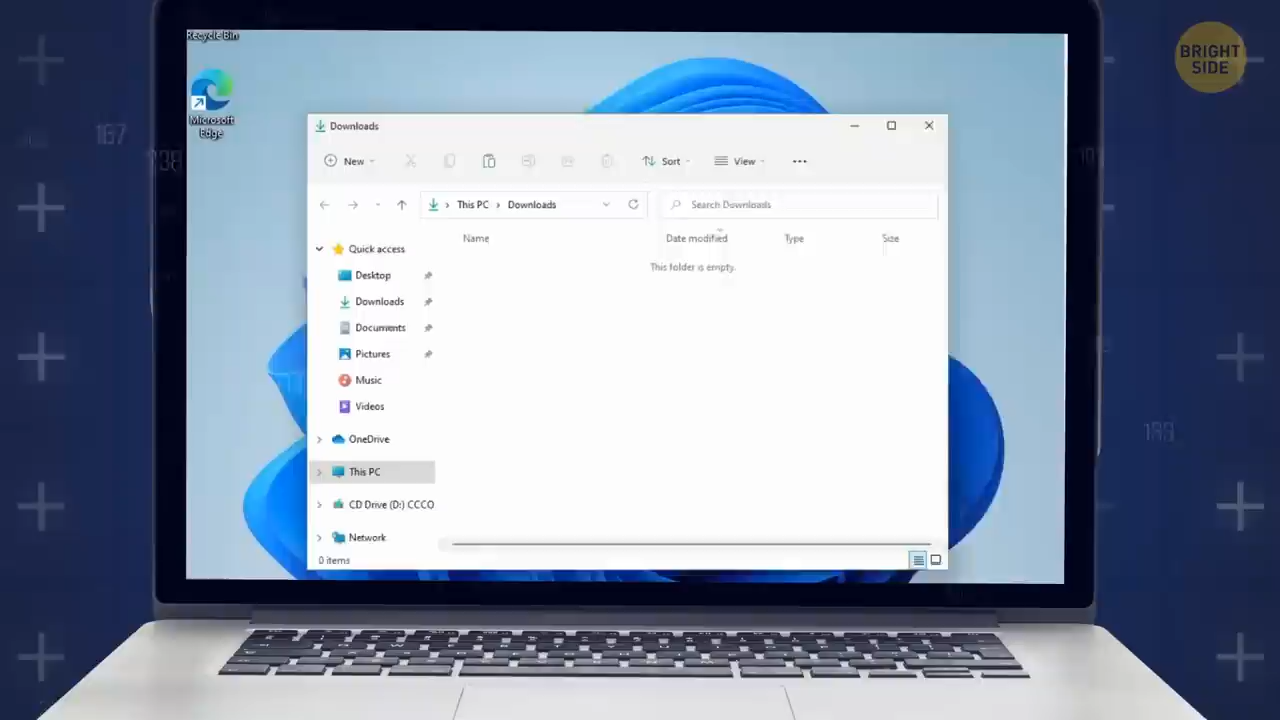 BRIGHT
SIDE
Recycle Bin
Microsoft
Edge
167
138
Downloads
New
Sort
View
This PC
Downloads
Search Downloads
Name
Date modified
Type
Size
This folder is empty.
Quick access
Desktop
Downloads
Documents
Pictures
Music
Videos
OneDrive
This PC
CD Drive (D:) CCCO
Network
0 items